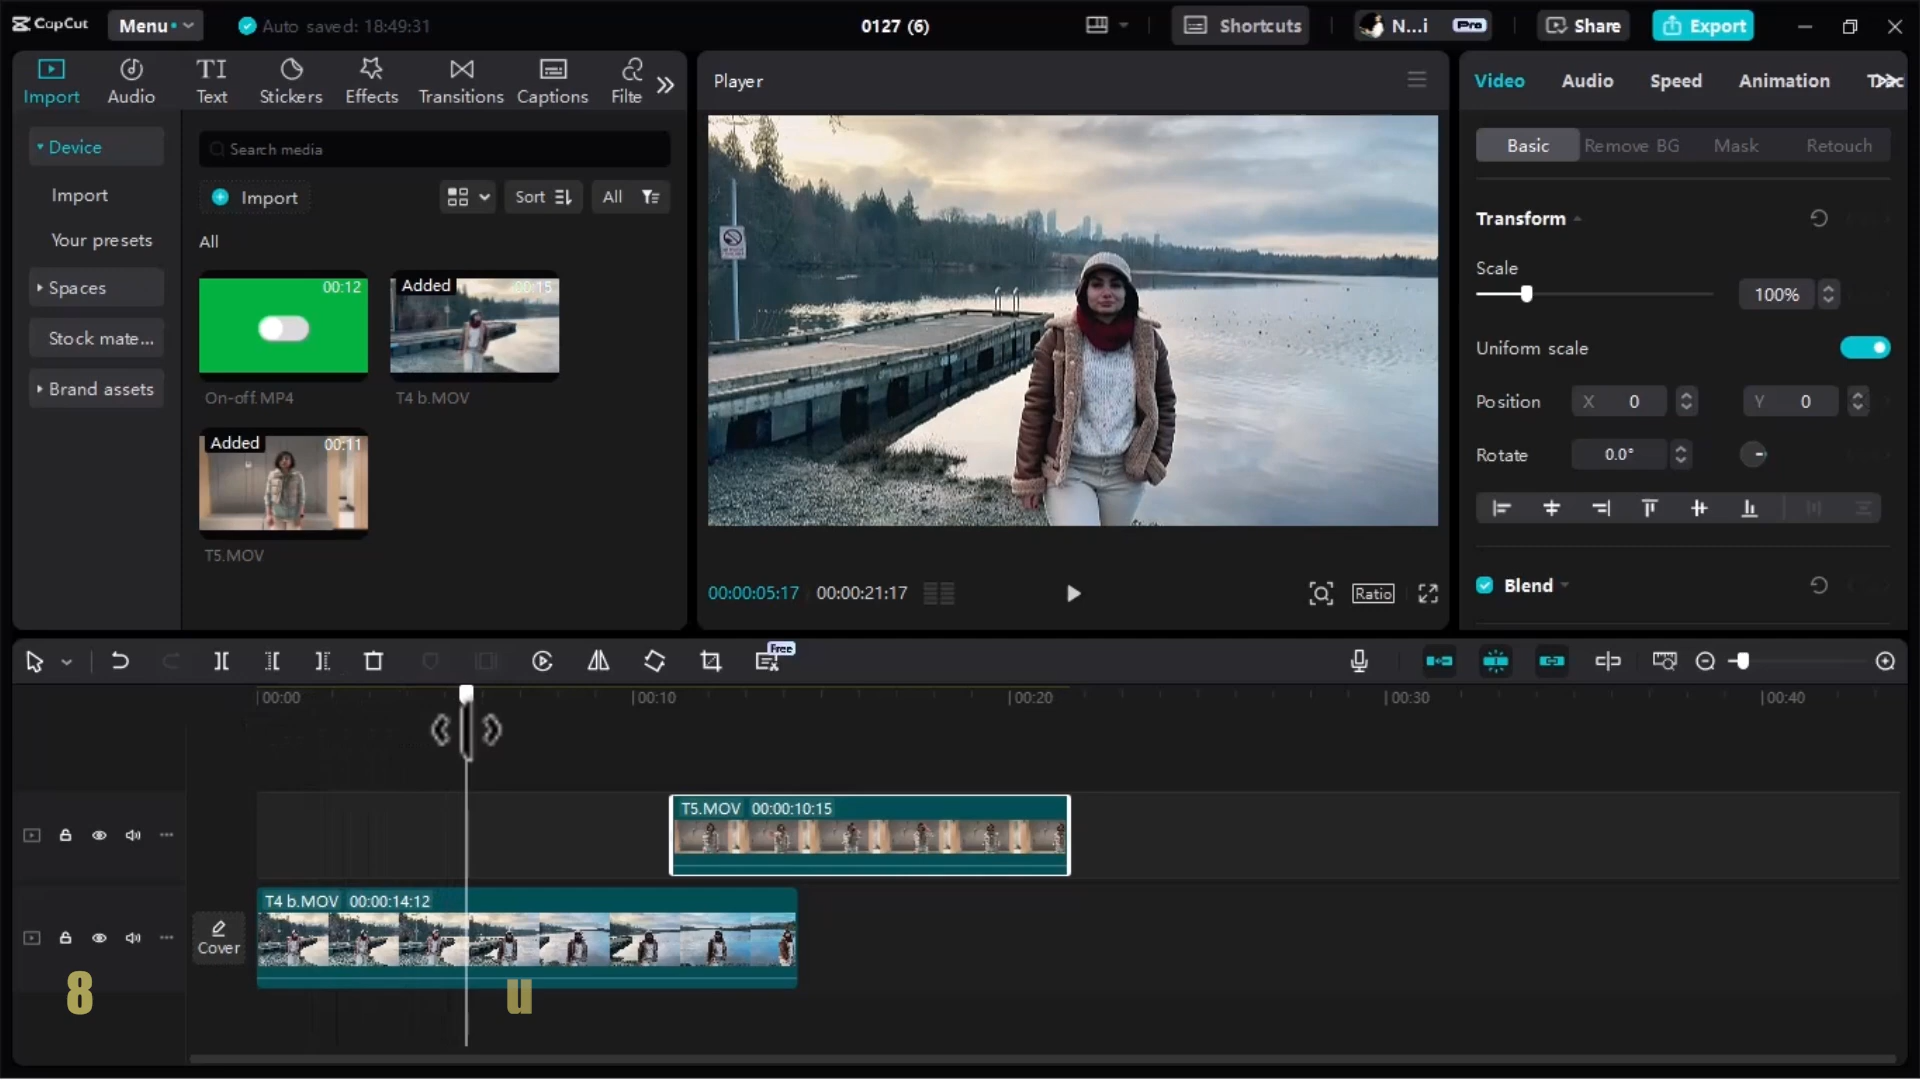 CapCut
Menu
Auto saved: 18:49:31
0127 (6)
Shortcuts
N...i
Pro
Share
Export
Import
Audio
TI
Text
Stickers
Effects
Transitions
Captions
Filte
Device
Import
Your presets
Spaces
Stock mate...
Brand assets
Search media
Import
Sort
All
All
00:12
On-off.MP4
Added
00:15
T4 b.MOV
Added
00:11
T5.MOV
Player
00:00:05:17
00:00:21:17
Ratio
Video
Audio
Speed
Animation
Basic
Remove BG
Mask
Retouch
Transform
Scale
100%
Uniform scale
Position
X 0
Y 0
Rotate
0.0°
Blend
Free
00:00
00:10
00:20
00:30
00:40
T5.MOV 00:00:10:15
T4 b.MOV 00:00:14:12
Cover
8
u